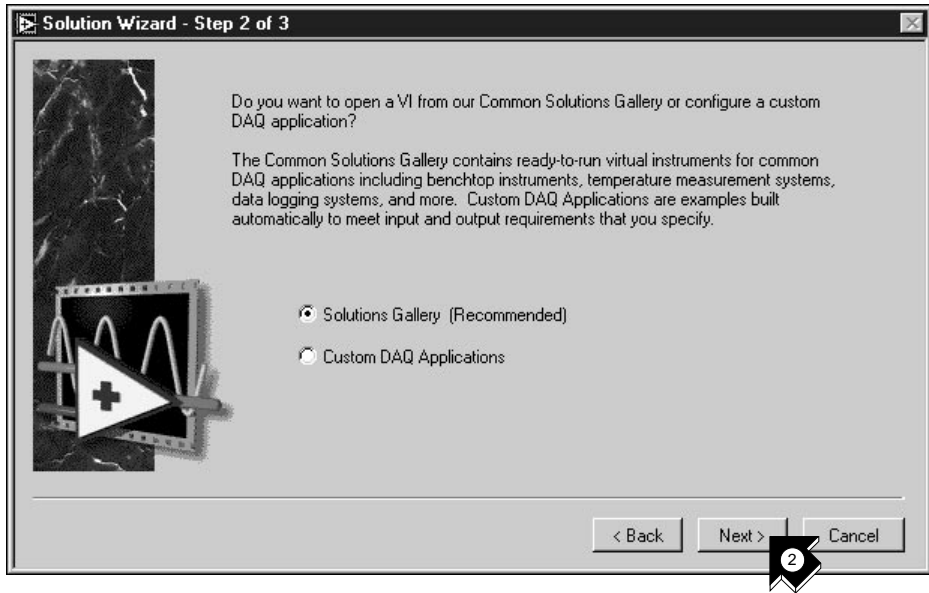 Solution Wizard - Step 2 of 3
Do you want to open a VI from our Common Solutions Gallery or configure a custom
DAQ application?
The Common Solutions Gallery contains ready-to-run virtual instruments for common
DAQ applications including benchtop instruments, temperature measurement systems,
data logging systems, and more.  Custom DAQ Applications are examples built
automatically to meet input and output requirements that you specify.
Solutions Gallery  (Recommended)
Custom DAQ Applications
< Back
Next >
Cancel
2